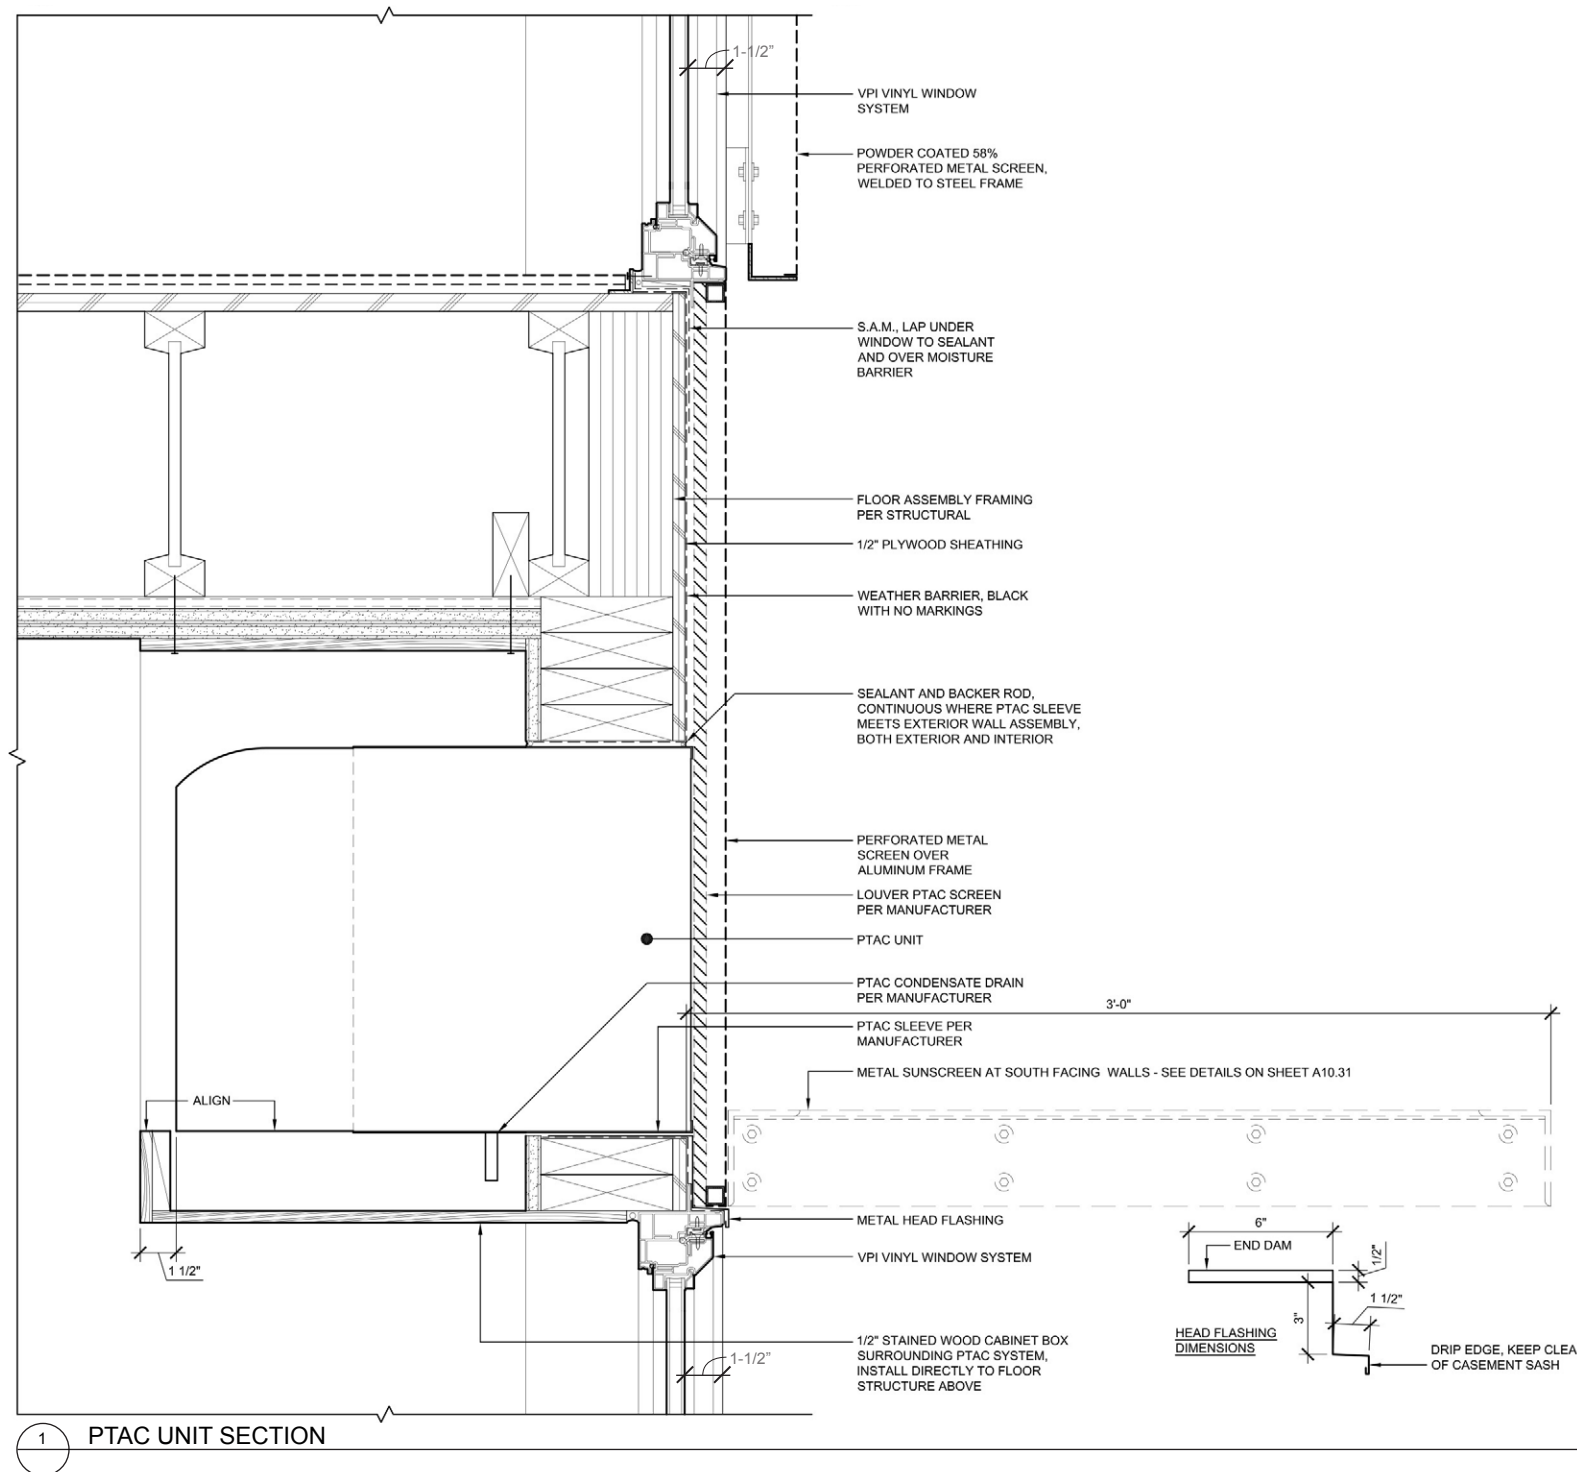 1-1/2"
VPI VINYL WINDOW
SYSTEM
POWDER COATED 58%
PERFORATED METAL SCREEN,
WELDED TO STEEL FRAME
S.A.M., LAP UNDER
WINDOW TO SEALANT
AND OVER MOISTURE
BARRIER
FLOOR ASSEMBLY FRAMING
PER STRUCTURAL
1/2" PLYWOOD SHEATHING
WEATHER BARRIER, BLACK
WITH NO MARKINGS
SEALANT AND BACKER ROD,
CONTINUOUS WHERE PTAC SLEEVE
MEETS EXTERIOR WALL ASSEMBLY,
BOTH EXTERIOR AND INTERIOR
PERFORATED METAL
SCREEN OVER
ALUMINUM FRAME
LOUVER PTAC SCREEN
PER MANUFACTURER
PTAC UNIT
PTAC CONDENSATE DRAIN
PER MANUFACTURER
3'-0"
PTAC SLEEVE PER
MANUFACTURER
METAL SUNSCREEN AT SOUTH FACING WALLS - SEE DETAILS ON SHEET A10.31
ALIGN
METAL HEAD FLASHING
VPI VINYL WINDOW SYSTEM
1 1/2"
6"
END DAM
1/2"
1 1/2"
3"
HEAD FLASHING
DIMENSIONS
DRIP EDGE, KEEP CLEA
OF CASEMENT SASH
1/2" STAINED WOOD CABINET BOX
SURROUNDING PTAC SYSTEM,
INSTALL DIRECTLY TO FLOOR
STRUCTURE ABOVE
1-1/2"
1 PTAC UNIT SECTION